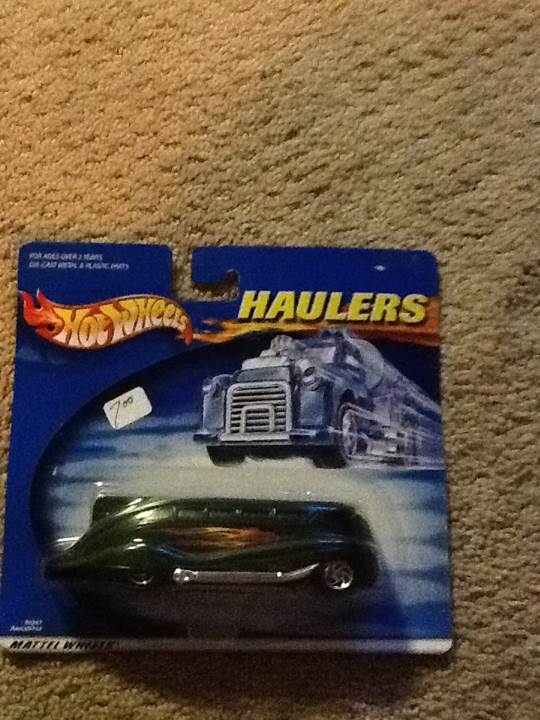 FOR AGES OVER 3 YEARS
DIE-CAST METAL & PLASTIC PARTS
HOT WHEELS
HAULERS
7.00
MATTEL WHEELS